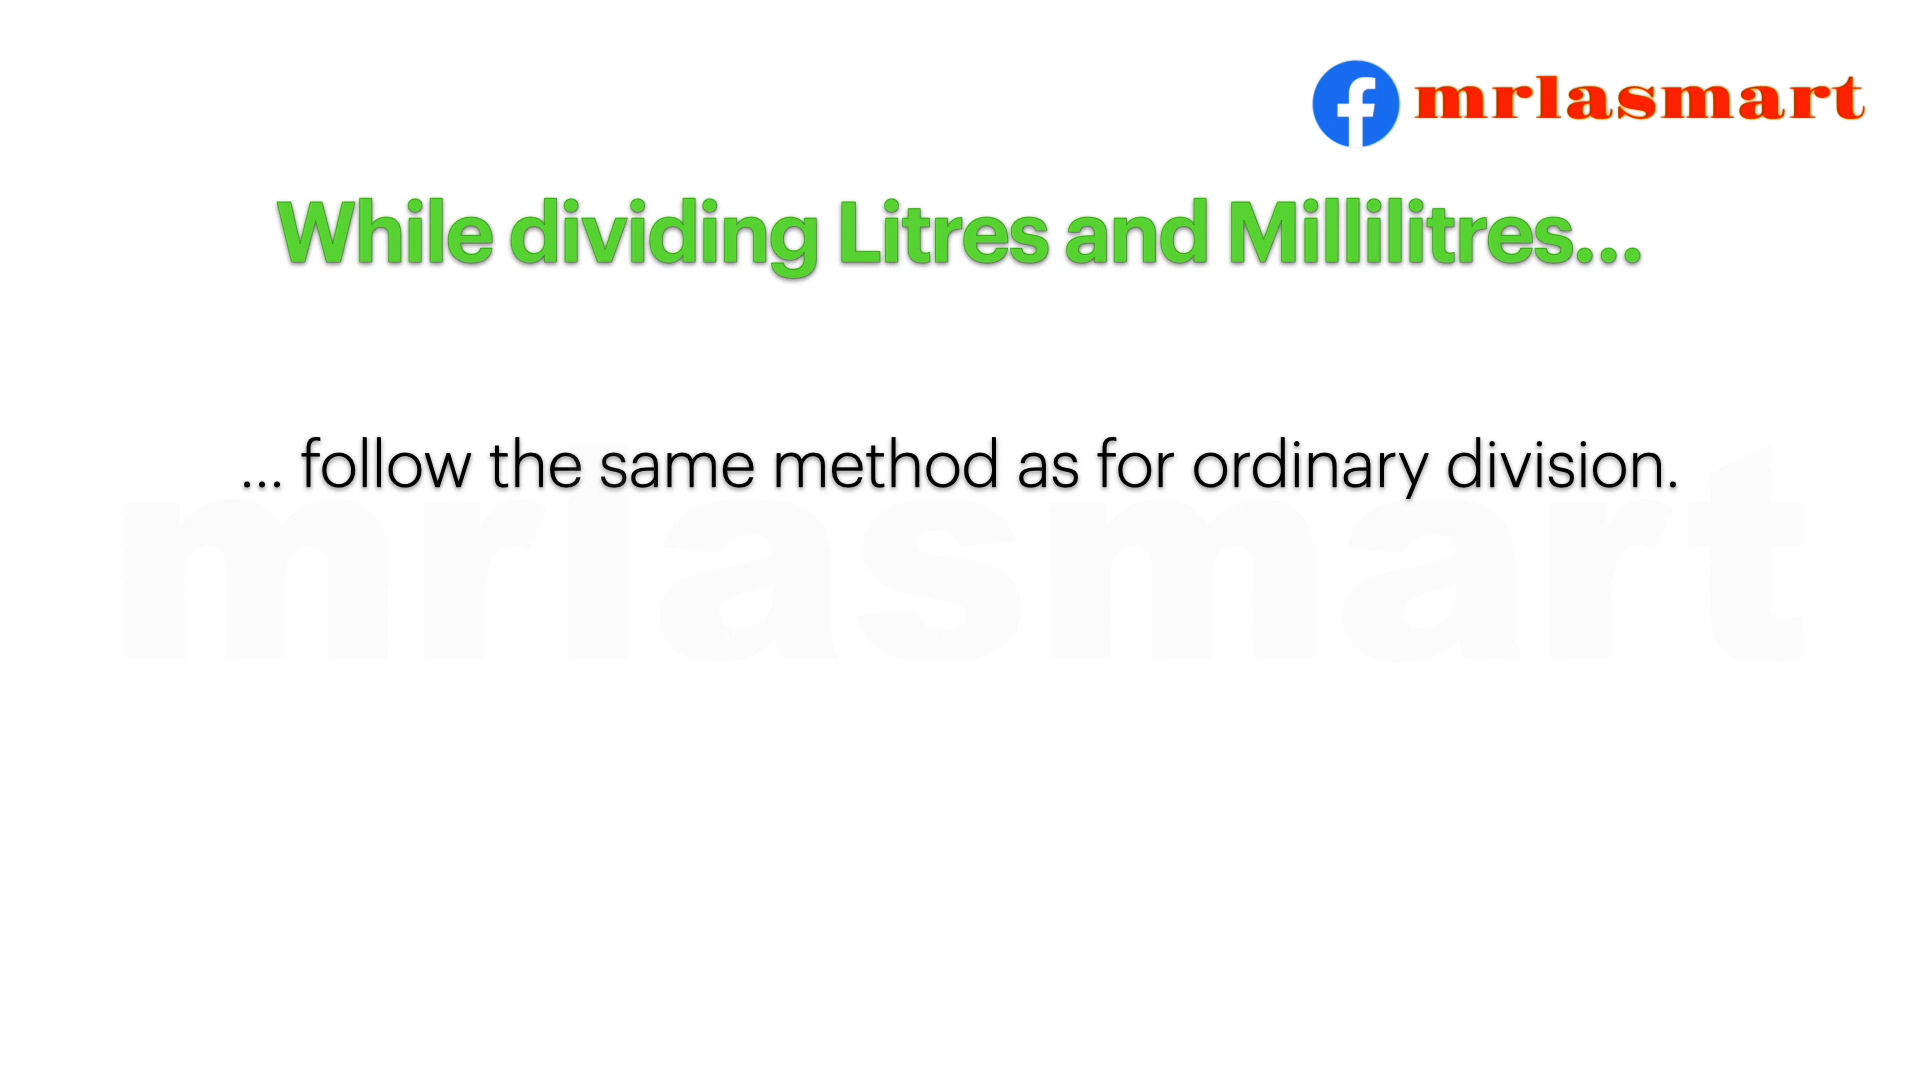 mrlasmart
While dividing Litres and Millilitres...
... follow the same method as for ordinary division.
mrlasmart